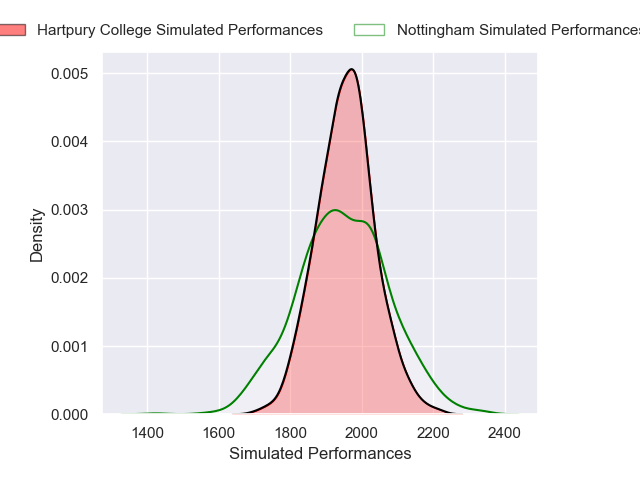 Hartpury College Simulated Performances
Nottingham Simulated Performances
0.005
0.004
0.003
0.002
0.001
0.000
Density
1400 1600 1800 2000 2200 2400
Simulated Performances